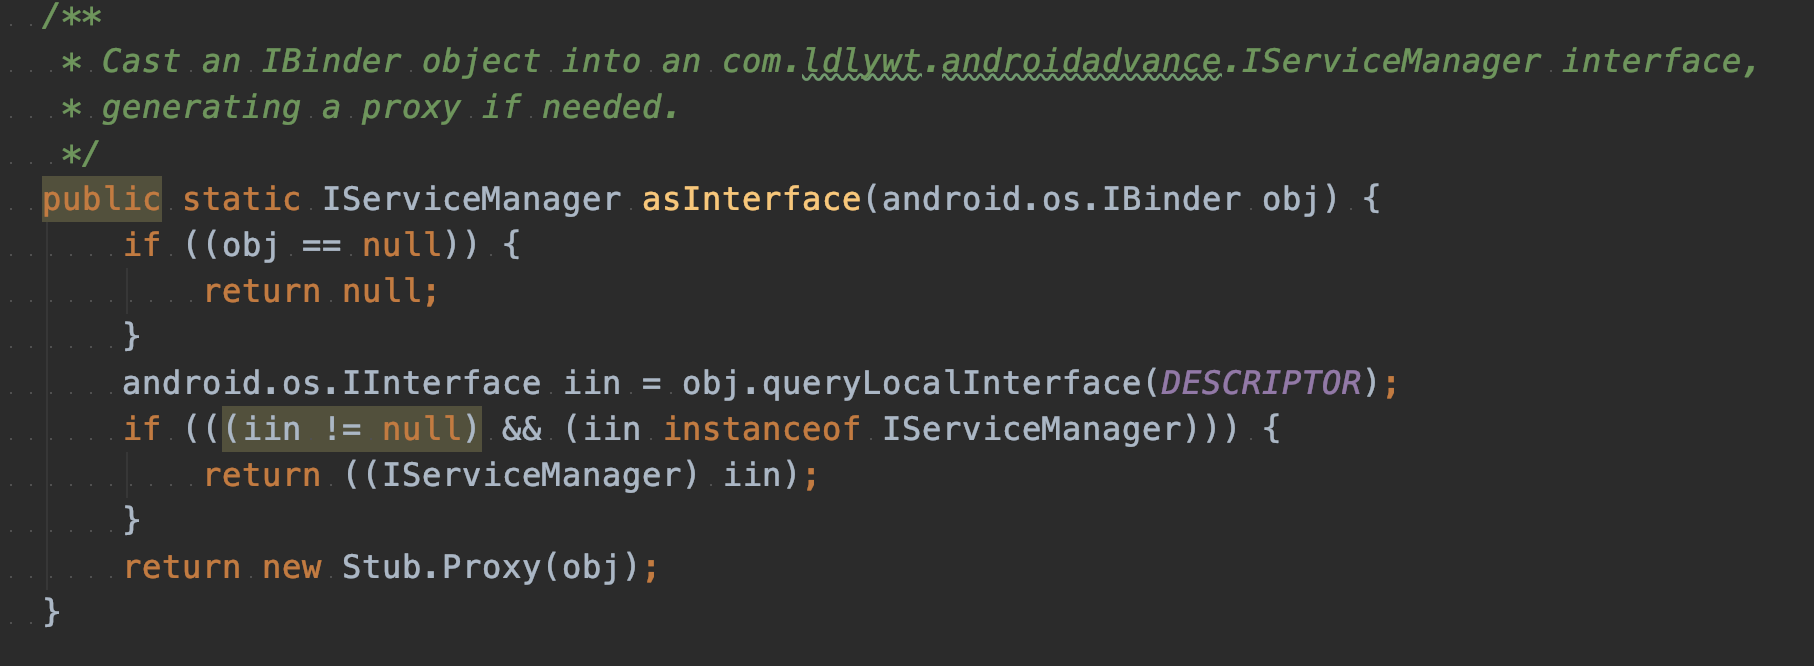 /**
* Cast an IBinder object into an com.ldlywt.androidadvance.IServiceManager interface,
* generating a proxy if needed.
*/
public static IServiceManager asInterface(android.os.IBinder obj) {
if ((obj == null)) {
return null;
}
android.os.IInterface iin = obj.queryLocalInterface(DESCRIPTOR);
if (((iin != null) && (iin instanceof IServiceManager))) {
return ((IServiceManager) iin);
}
return new Stub.Proxy(obj);
}